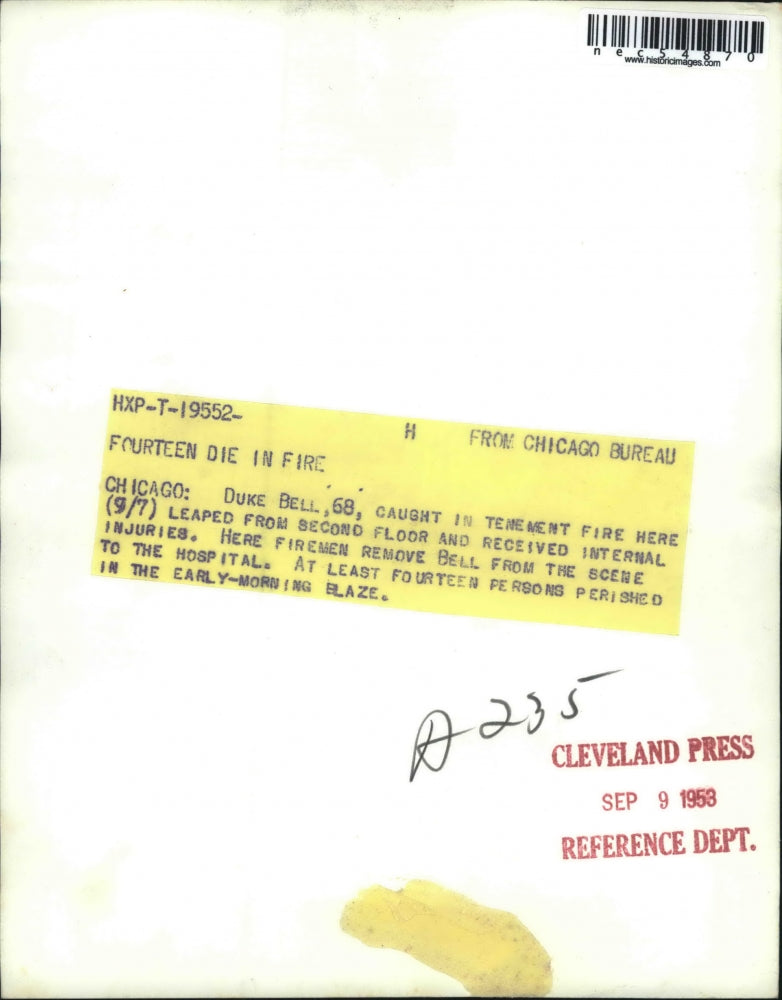 nec54870
www.historicimages.com
HXP-T-19552-
H FROM CHICAGO BUREAU
FOURTEEN DIE IN FIRE
CHICAGO: DUKE BELL, 68, CAUGHT IN TENEMENT FIRE HERE
(9/7) LEAPED FROM SECOND FLOOR AND RECEIVED INTERNAL
INJURIES. HERE FIREMEN REMOVE BELL FROM THE SCENE
TO THE HOSPITAL. AT LEAST FOURTEEN PERSONS PERISHED
IN THE EARLY-MORNING BLAZE.
A 235
CLEVELAND PRESS
SEP 9 1953
REFERENCE DEPT.